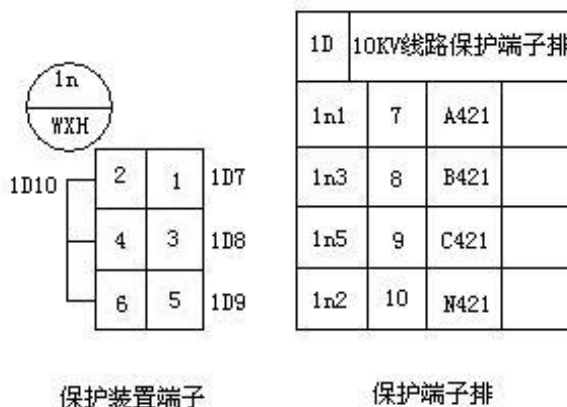 1n
WXH
1D10
2 1 1D7
4 3 1D8
6 5 1D9
保护装置端子
1D 10KV线路保护端子排
1n1 7 A421
1n3 8 B421
1n5 9 C421
1n2 10 N421
保护端子排